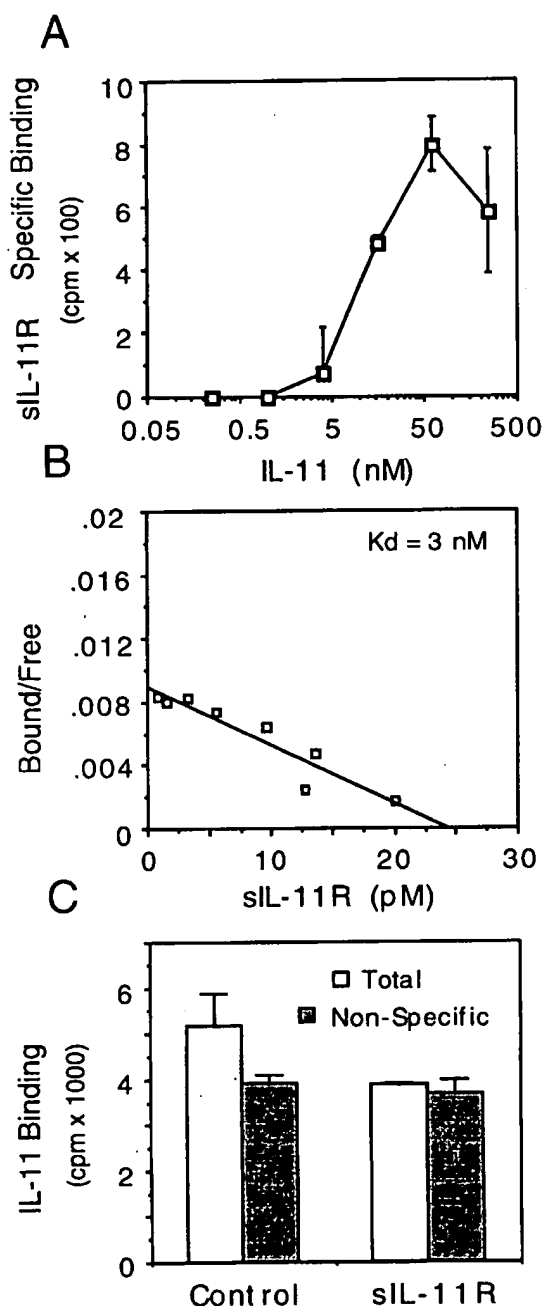 A
sIL-11R Specific Binding
(cpm x 100)
10
8
6
4
2
0
0.05 0.5 5 50 500
IL-11 (nM)
B
Kd = 3 nM
Bound/Free
.02
.016
.012
.008
.004
0
0 10 20 30
sIL-11R (pM)
C
IL-11 Binding
(cpm x 1000)
6
4
2
0
Total
Non-Specific
Control sIL-11R